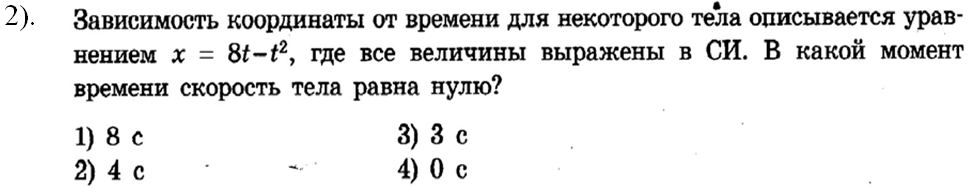 2). Зависимость координаты от времени для некоторого тела описывается урав-
нением x = 8t–t², где все величины выражены в СИ. В какой момент
времени скорость тела равна нулю?
1) 8 с 3) 3 с
2) 4 с 4) 0 с